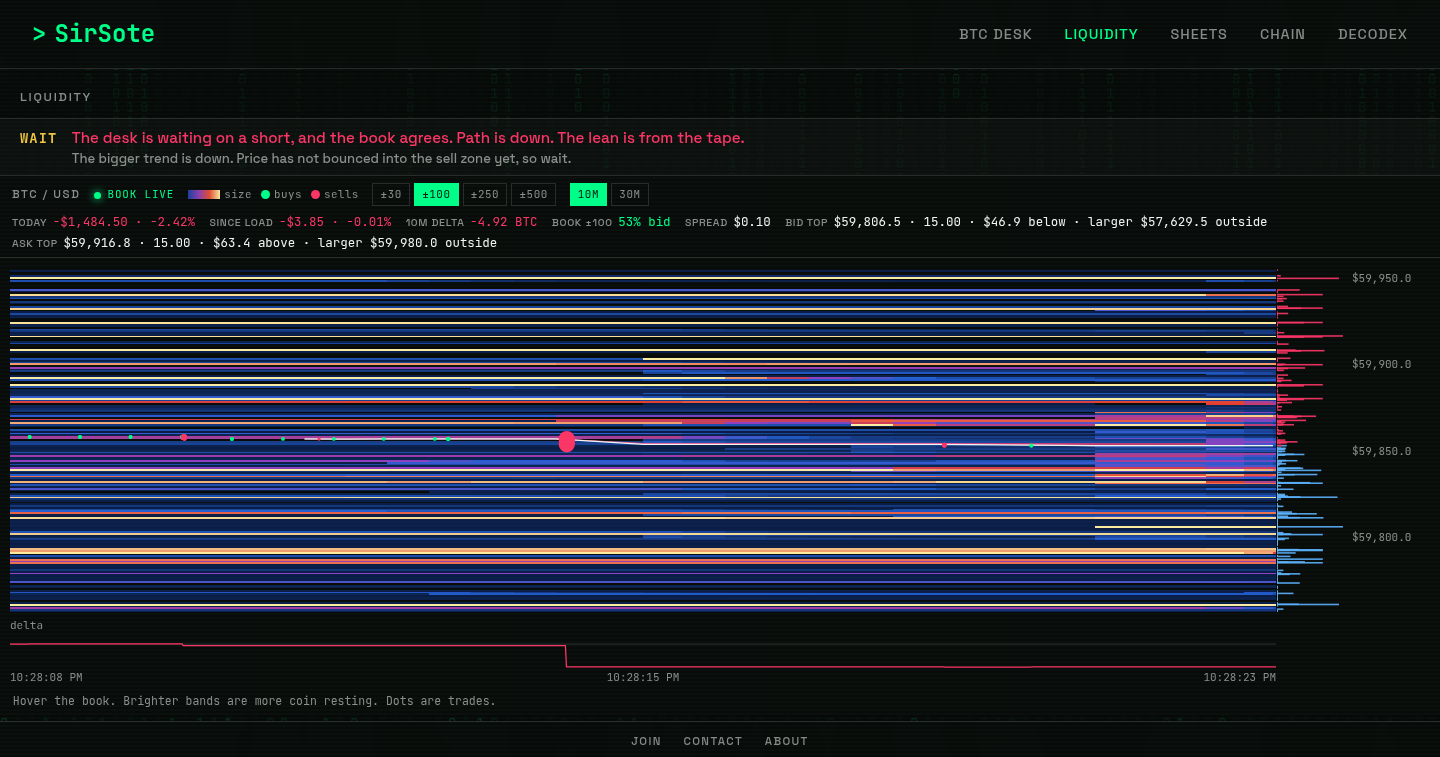 > SirSote
BTC DESK LIQUIDITY SHEETS CHAIN DECODEX
LIQUIDITY
WAIT The desk is waiting on a short, and the book agrees. Path is down. The lean is from the tape.
The bigger trend is down. Price has not bounced into the sell zone yet, so wait.
BTC / USD BOOK LIVE size buys sells ±30 ±100 ±250 ±500 10M 30M
TODAY -$1,484.50 · -2.42% SINCE LOAD -$3.85 · -0.01% 10M DELTA -4.92 BTC BOOK ±100 53% bid SPREAD $0.10 BID TOP $59,806.5 · 15.00 · $46.9 below · larger $57,629.5 outside
ASK TOP $59,916.8 · 15.00 · $63.4 above · larger $59,980.0 outside
$59,950.0
$59,900.0
$59,850.0
$59,800.0
delta
10:28:08 PM 10:28:15 PM 10:28:23 PM
Hover the book. Brighter bands are more coin resting. Dots are trades.
JOIN CONTACT ABOUT